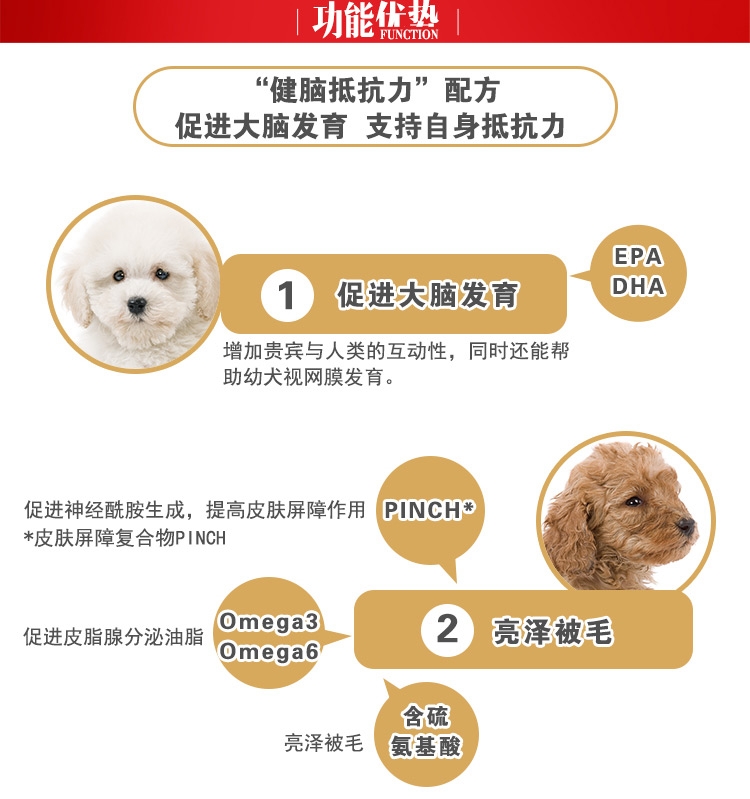 功能优势
FUNCTION
“健脑抵抗力”配方
促进大脑发育 支持自身抵抗力
EPA
DHA
1 促进大脑发育
增加贵宾与人类的互动性，同时还能帮
助幼犬视网膜发育。
促进神经酰胺生成，提高皮肤屏障作用
*皮肤屏障复合物PINCH
PINCH*
Omega3
Omega6
促进皮脂腺分泌油脂
2 亮泽被毛
含硫
氨基酸
亮泽被毛